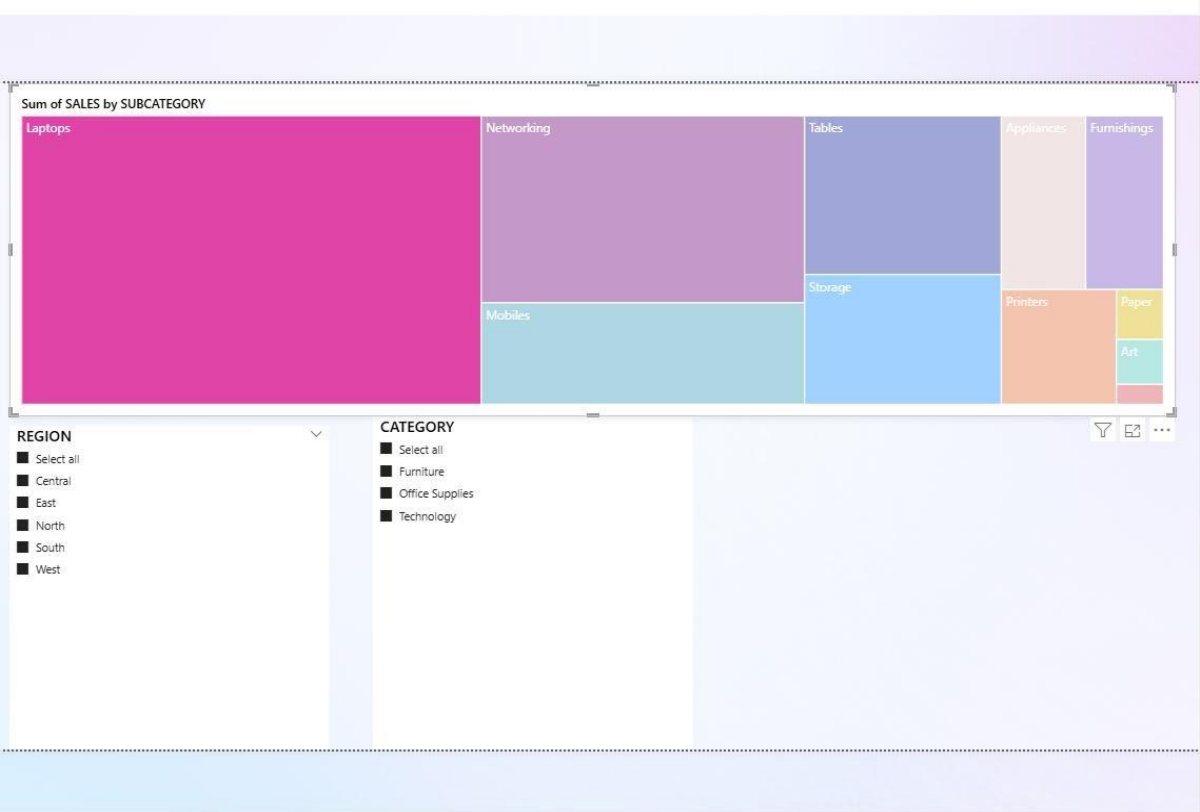 Sum of SALES by SUBCATEGORY
Laptops
Networking
Tables
Appliances
Furnishings
Storage
Printers
Paper
Mobiles
Art
REGION
Select all
Central
East
North
South
West
CATEGORY
Select all
Furniture
Office Supplies
Technology